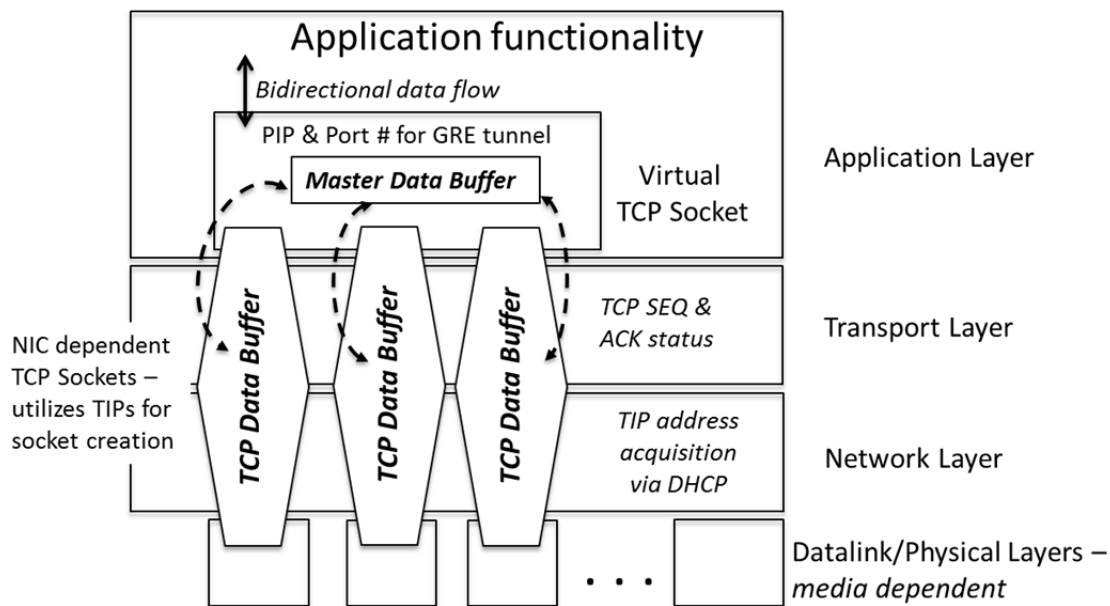 Application functionality
Bidirectional data flow
PIP & Port # for GRE tunnel
Master Data Buffer
Virtual
TCP Socket
Application Layer
TCP Data Buffer
TCP Data Buffer
TCP Data Buffer
TCP SEQ &
ACK status
Transport Layer
NIC dependent
TCP Sockets –
utilizes TIPs for
socket creation
TIP address
acquisition
via DHCP
Network Layer
. . .
Datalink/Physical Layers –
media dependent